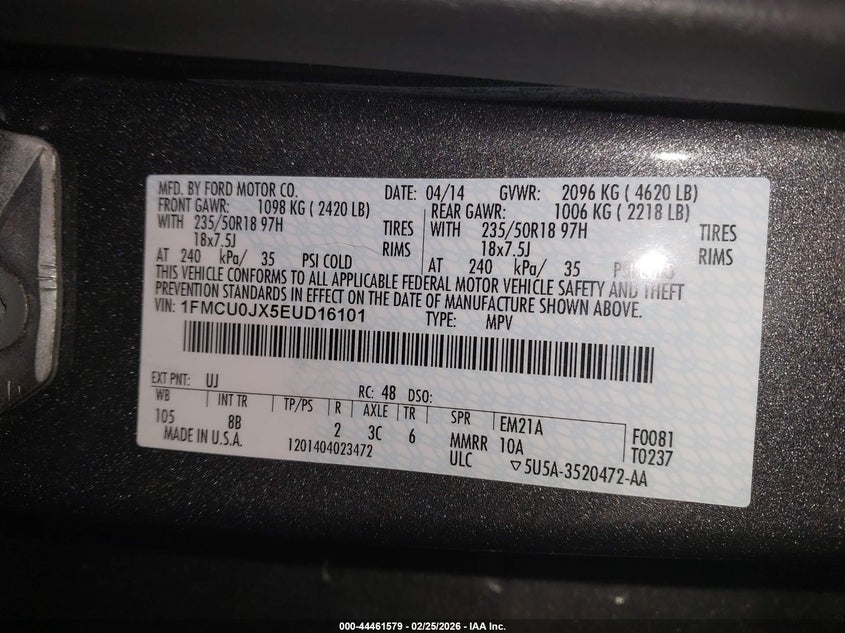 MFD. BY FORD MOTOR CO. DATE: 04/14 GVWR: 2096 KG ( 4620 LB)
FRONT GAWR: 1098 KG ( 2420 LB) REAR GAWR: 1006 KG ( 2218 LB)
WITH 235/50R18 97H TIRES WITH 235/50R18 97H TIRES
18x7.5J RIMS 18x7.5J RIMS
AT 240 kPa/ 35 PSI COLD AT 240 kPa/ 35 PSI COLD
THIS VEHICLE CONFORMS TO ALL APPLICABLE FEDERAL MOTOR VEHICLE SAFETY AND THEFT
PREVENTION STANDARDS IN EFFECT ON THE DATE OF MANUFACTURE SHOWN ABOVE.
VIN: 1FMCU0JX5EUD16101 TYPE: MPV
EXT PNT: UJ RC: 48 DSO:
WB INT TR TP/PS R AXLE TR SPR EM21A F0081
105 8B 2 3C 6 MMRR 10A T0237
MADE IN U.S.A. 1201404023472 ULC ▽5U5A-3520472-AA
000-44461579 - 02/25/2026 - IAA Inc.